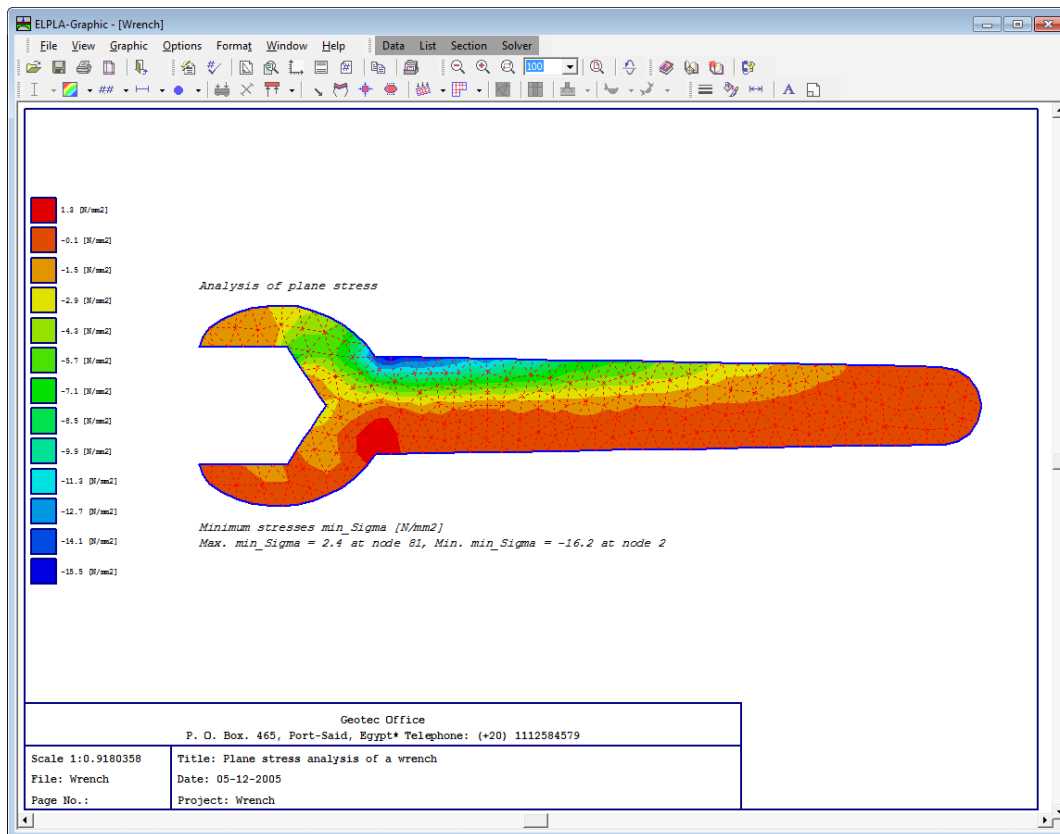 ELPLA-Graphic - [Wrench]
File View Graphic Options Format Window Help Data List Section Solver
100
1.3 [N/mm2]
-0.1 [N/mm2]
-1.5 [N/mm2]
-2.9 [N/mm2]
-4.3 [N/mm2]
-5.7 [N/mm2]
-7.1 [N/mm2]
-8.5 [N/mm2]
-9.9 [N/mm2]
-11.3 [N/mm2]
-12.7 [N/mm2]
-14.1 [N/mm2]
-15.5 [N/mm2]
Analysis of plane stress
Minimum stresses min_Sigma [N/mm2]
Max. min_Sigma = 2.4 at node 81, Min. min_Sigma = -16.2 at node 2
Geotec Office
P. O. Box. 465, Port-Said, Egypt* Telephone: (+20) 1112584579
Scale 1:0.9180358
File: Wrench
Page No.:
Title: Plane stress analysis of a wrench
Date: 05-12-2005
Project: Wrench